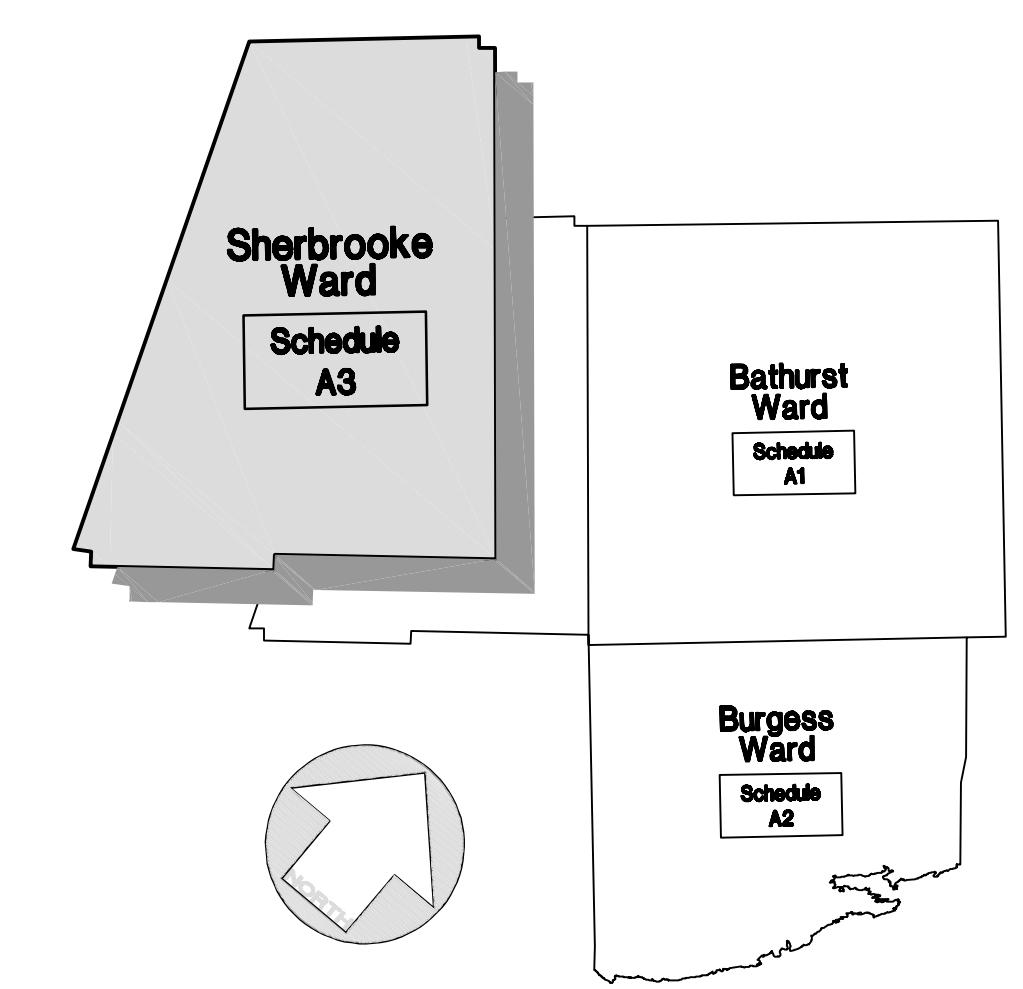 Sherbrooke
Ward
Schedule
A3
Bathurst
Ward
Schedule
A1
Burgess
Ward
Schedule
A2
NORTH